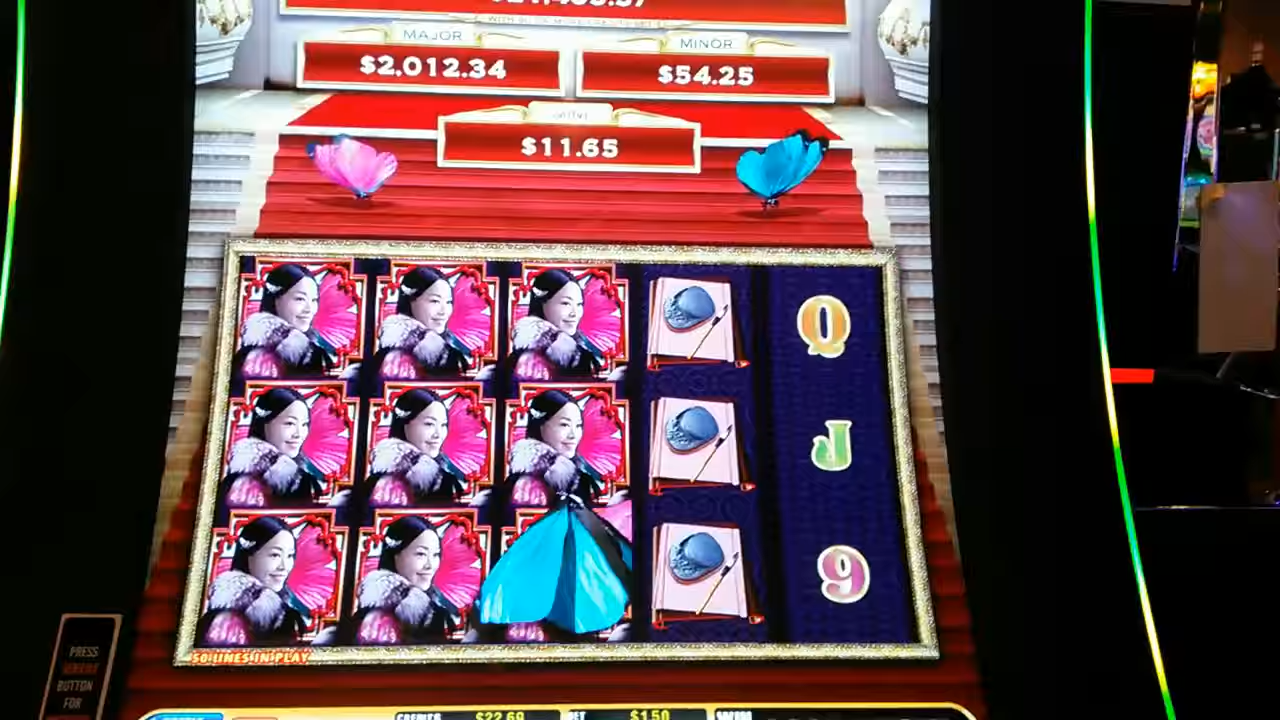 MAJOR
MINOR
$2,012.34
$54.25
$11.65
Q
J
9
50 LINES IN PLAY
PRESS
BUTTON
FOR
CREDITS $22.69 BET $1.50